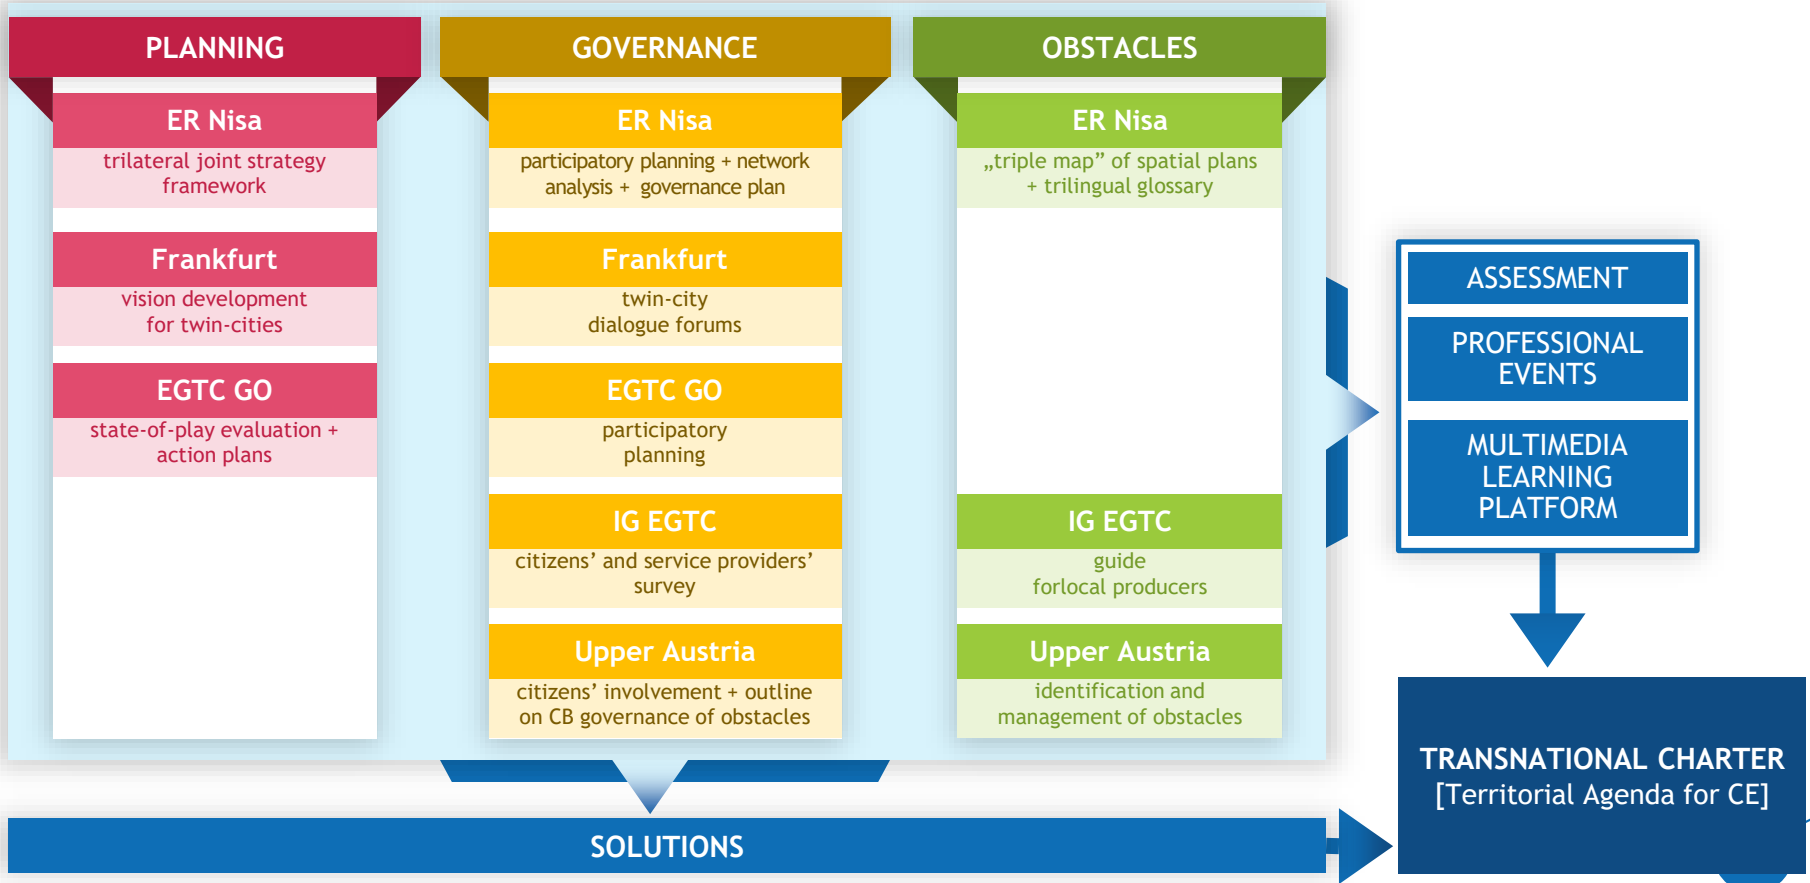 PLANNING
ER Nisa
trilateral joint strategy
framework
Frankfurt
vision development
for twin-cities
EGTC GO
state-of-play evaluation +
action plans
GOVERNANCE
ER Nisa
participatory planning + network
analysis + governance plan
Frankfurt
twin-city
dialogue forums
EGTC GO
participatory
planning
IG EGTC
citizens’ and service providers’
survey
Upper Austria
citizens’ involvement + outline
on CB governance of obstacles
OBSTACLES
ER Nisa
„triple map” of spatial plans
+ trilingual glossary
IG EGTC
guide
forlocal producers
Upper Austria
identification and
management of obstacles
SOLUTIONS
ASSESSMENT
PROFESSIONAL
EVENTS
MULTIMEDIA
LEARNING
PLATFORM
TRANSNATIONAL CHARTER
[Territorial Agenda for CE]